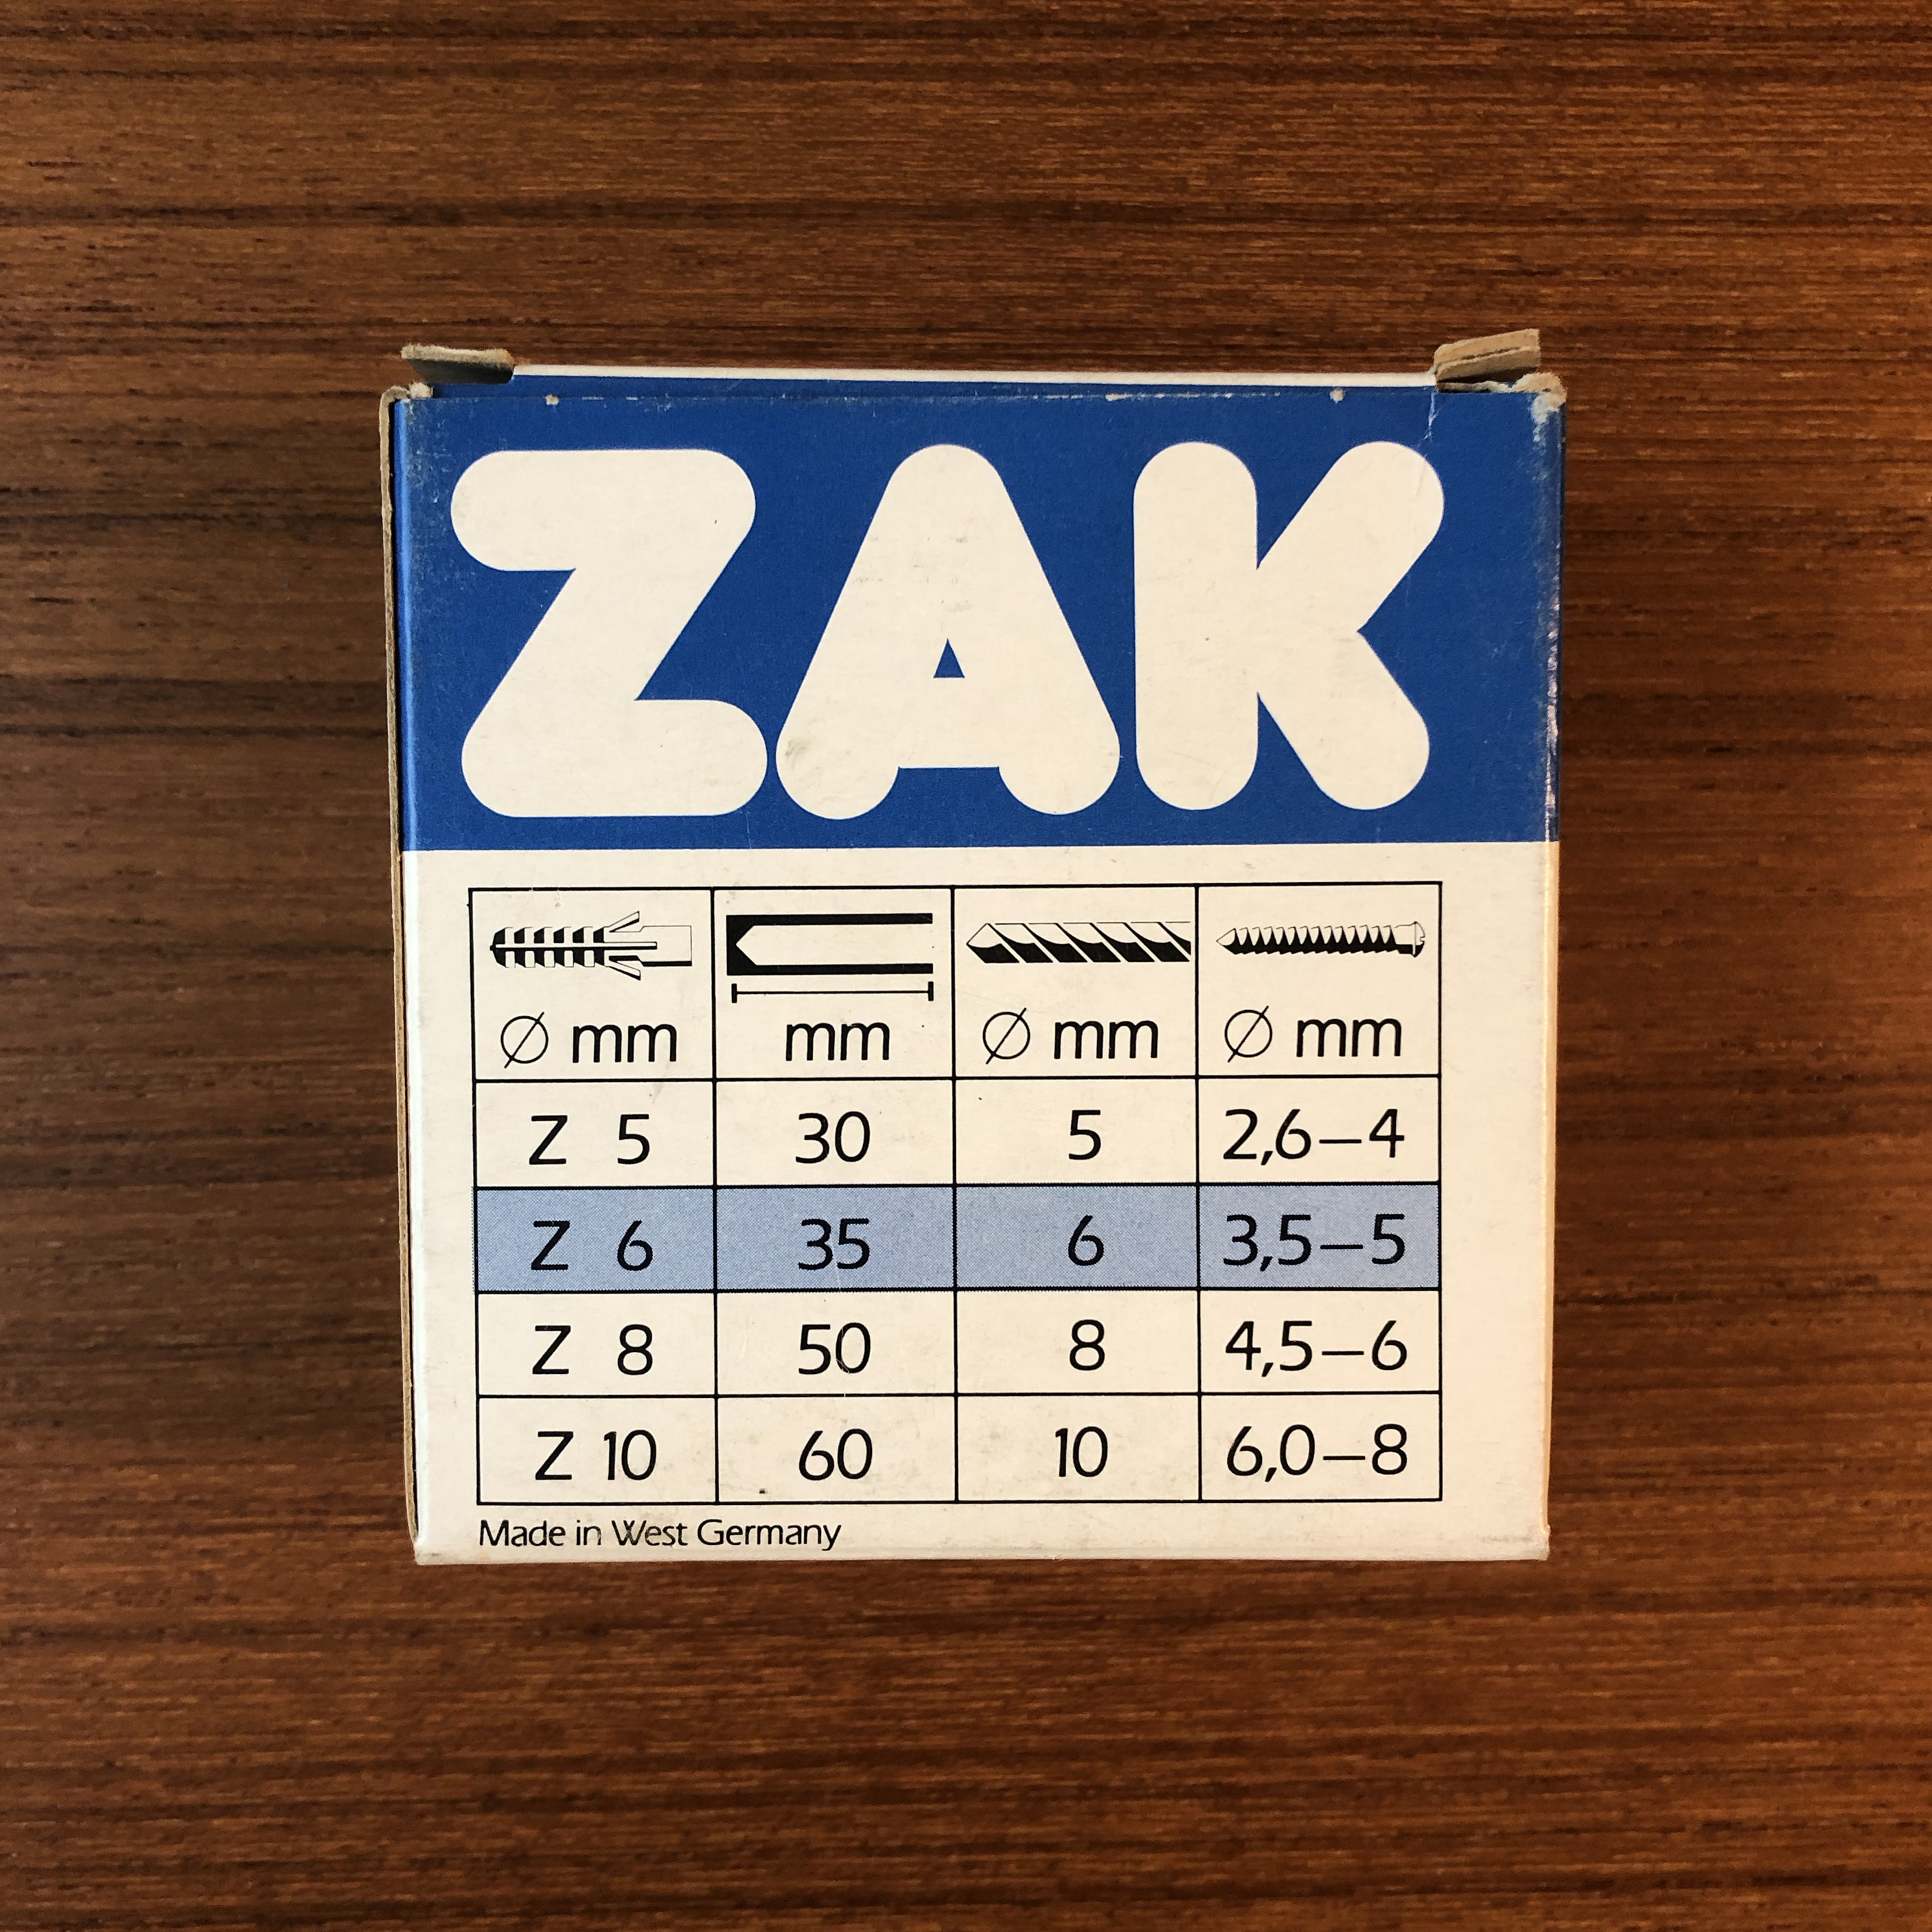 ZAK
Ø mm mm Ø mm Ø mm
Z 5 30 5 2,6–4
Z 6 35 6 3,5–5
Z 8 50 8 4,5–6
Z 10 60 10 6,0–8
Made in West Germany